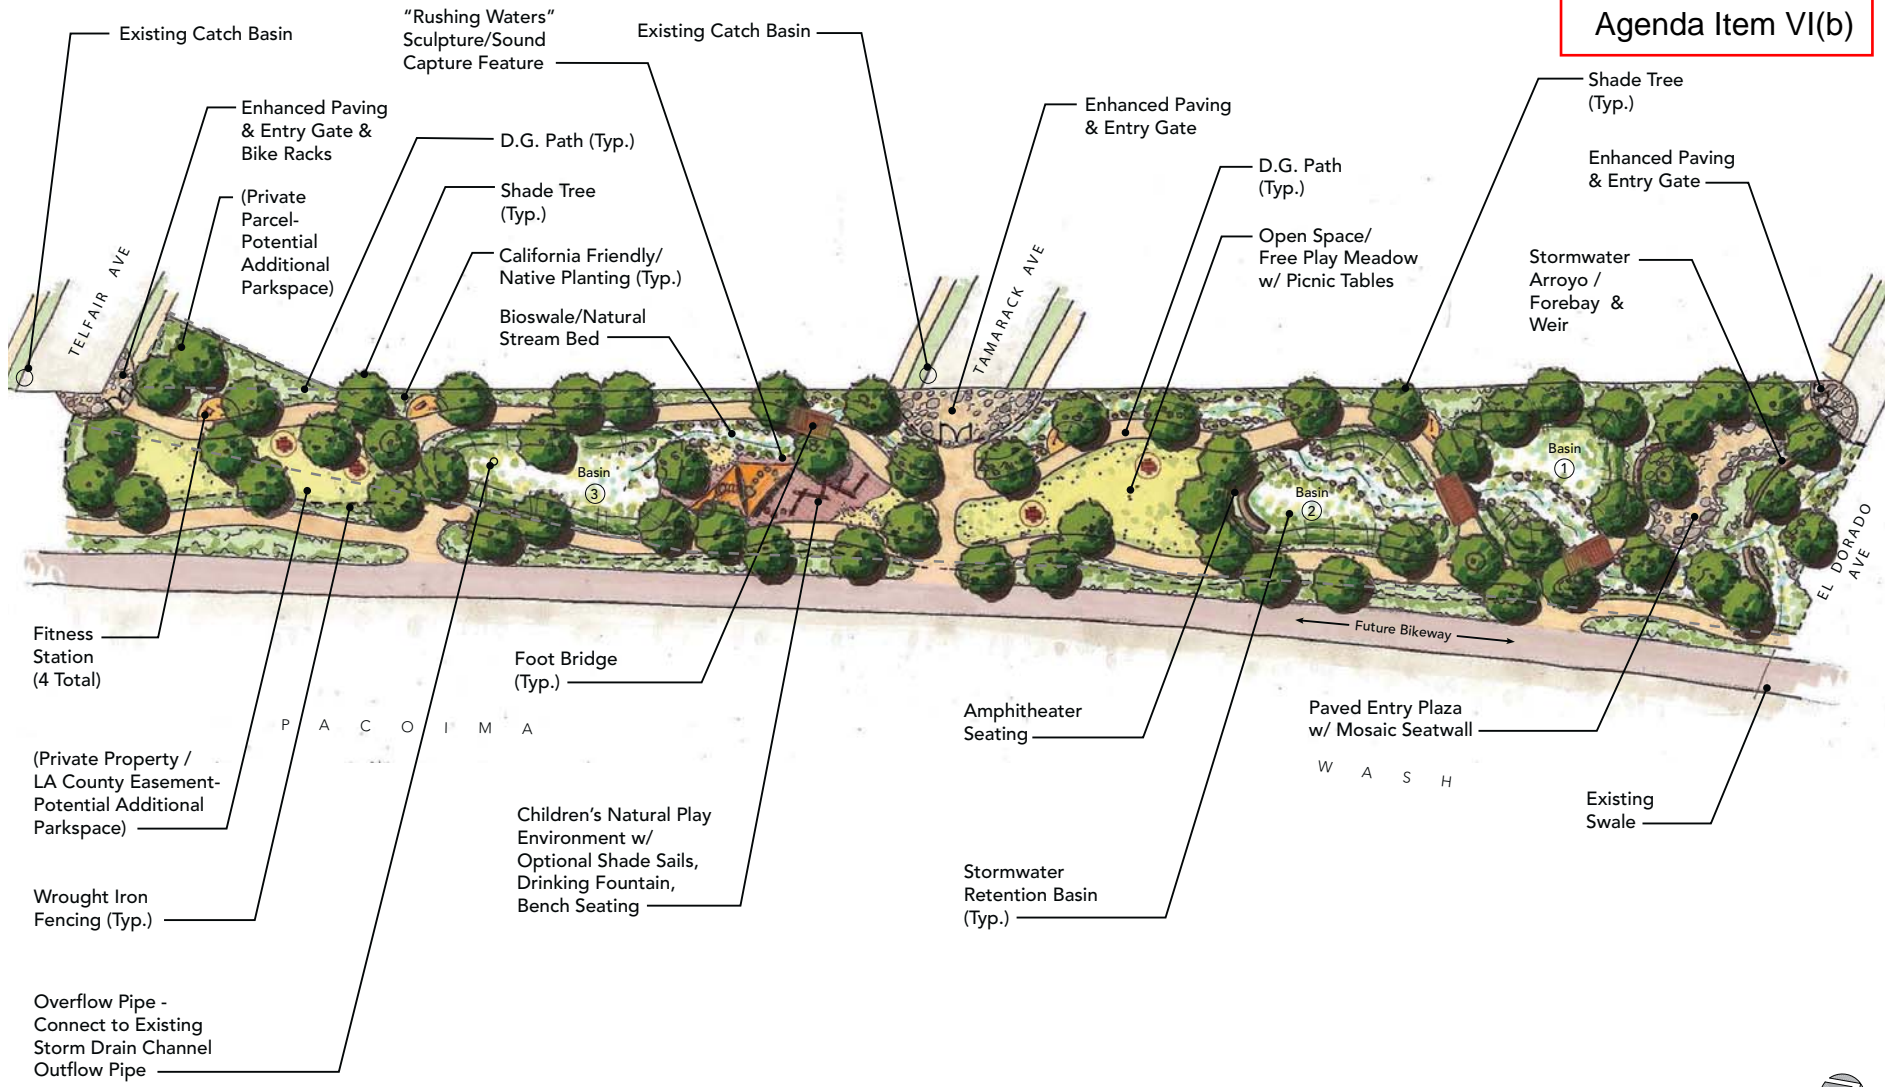 Agenda Item VI(b)
Existing Catch Basin
“Rushing Waters”
Sculpture/Sound
Capture Feature
Existing Catch Basin
Shade Tree
(Typ.)
Enhanced Paving
& Entry Gate &
Bike Racks
D.G. Path (Typ.)
Enhanced Paving
& Entry Gate
D.G. Path
(Typ.)
Enhanced Paving
& Entry Gate
(Private
Parcel-
Potential
Additional
Parkspace)
Shade Tree
(Typ.)
California Friendly/
Native Planting (Typ.)
Open Space/
Free Play Meadow
w/ Picnic Tables
Stormwater
Arroyo /
Forebay &
Weir
Bioswale/Natural
Stream Bed
TELFAIR AVE
TAMARACK AVE
EL DORADO
AVE
Basin
3
Basin
2
Basin
1
Future Bikeway
Fitness
Station
(4 Total)
Foot Bridge
(Typ.)
PACOIMA
WASH
Amphitheater
Seating
Paved Entry Plaza
w/ Mosaic Seatwall
(Private Property /
LA County Easement-
Potential Additional
Parkspace)
Children’s Natural Play
Environment w/
Optional Shade Sails,
Drinking Fountain,
Bench Seating
Existing
Swale
Wrought Iron
Fencing (Typ.)
Stormwater
Retention Basin
(Typ.)
Overflow Pipe -
Connect to Existing
Storm Drain Channel
Outflow Pipe